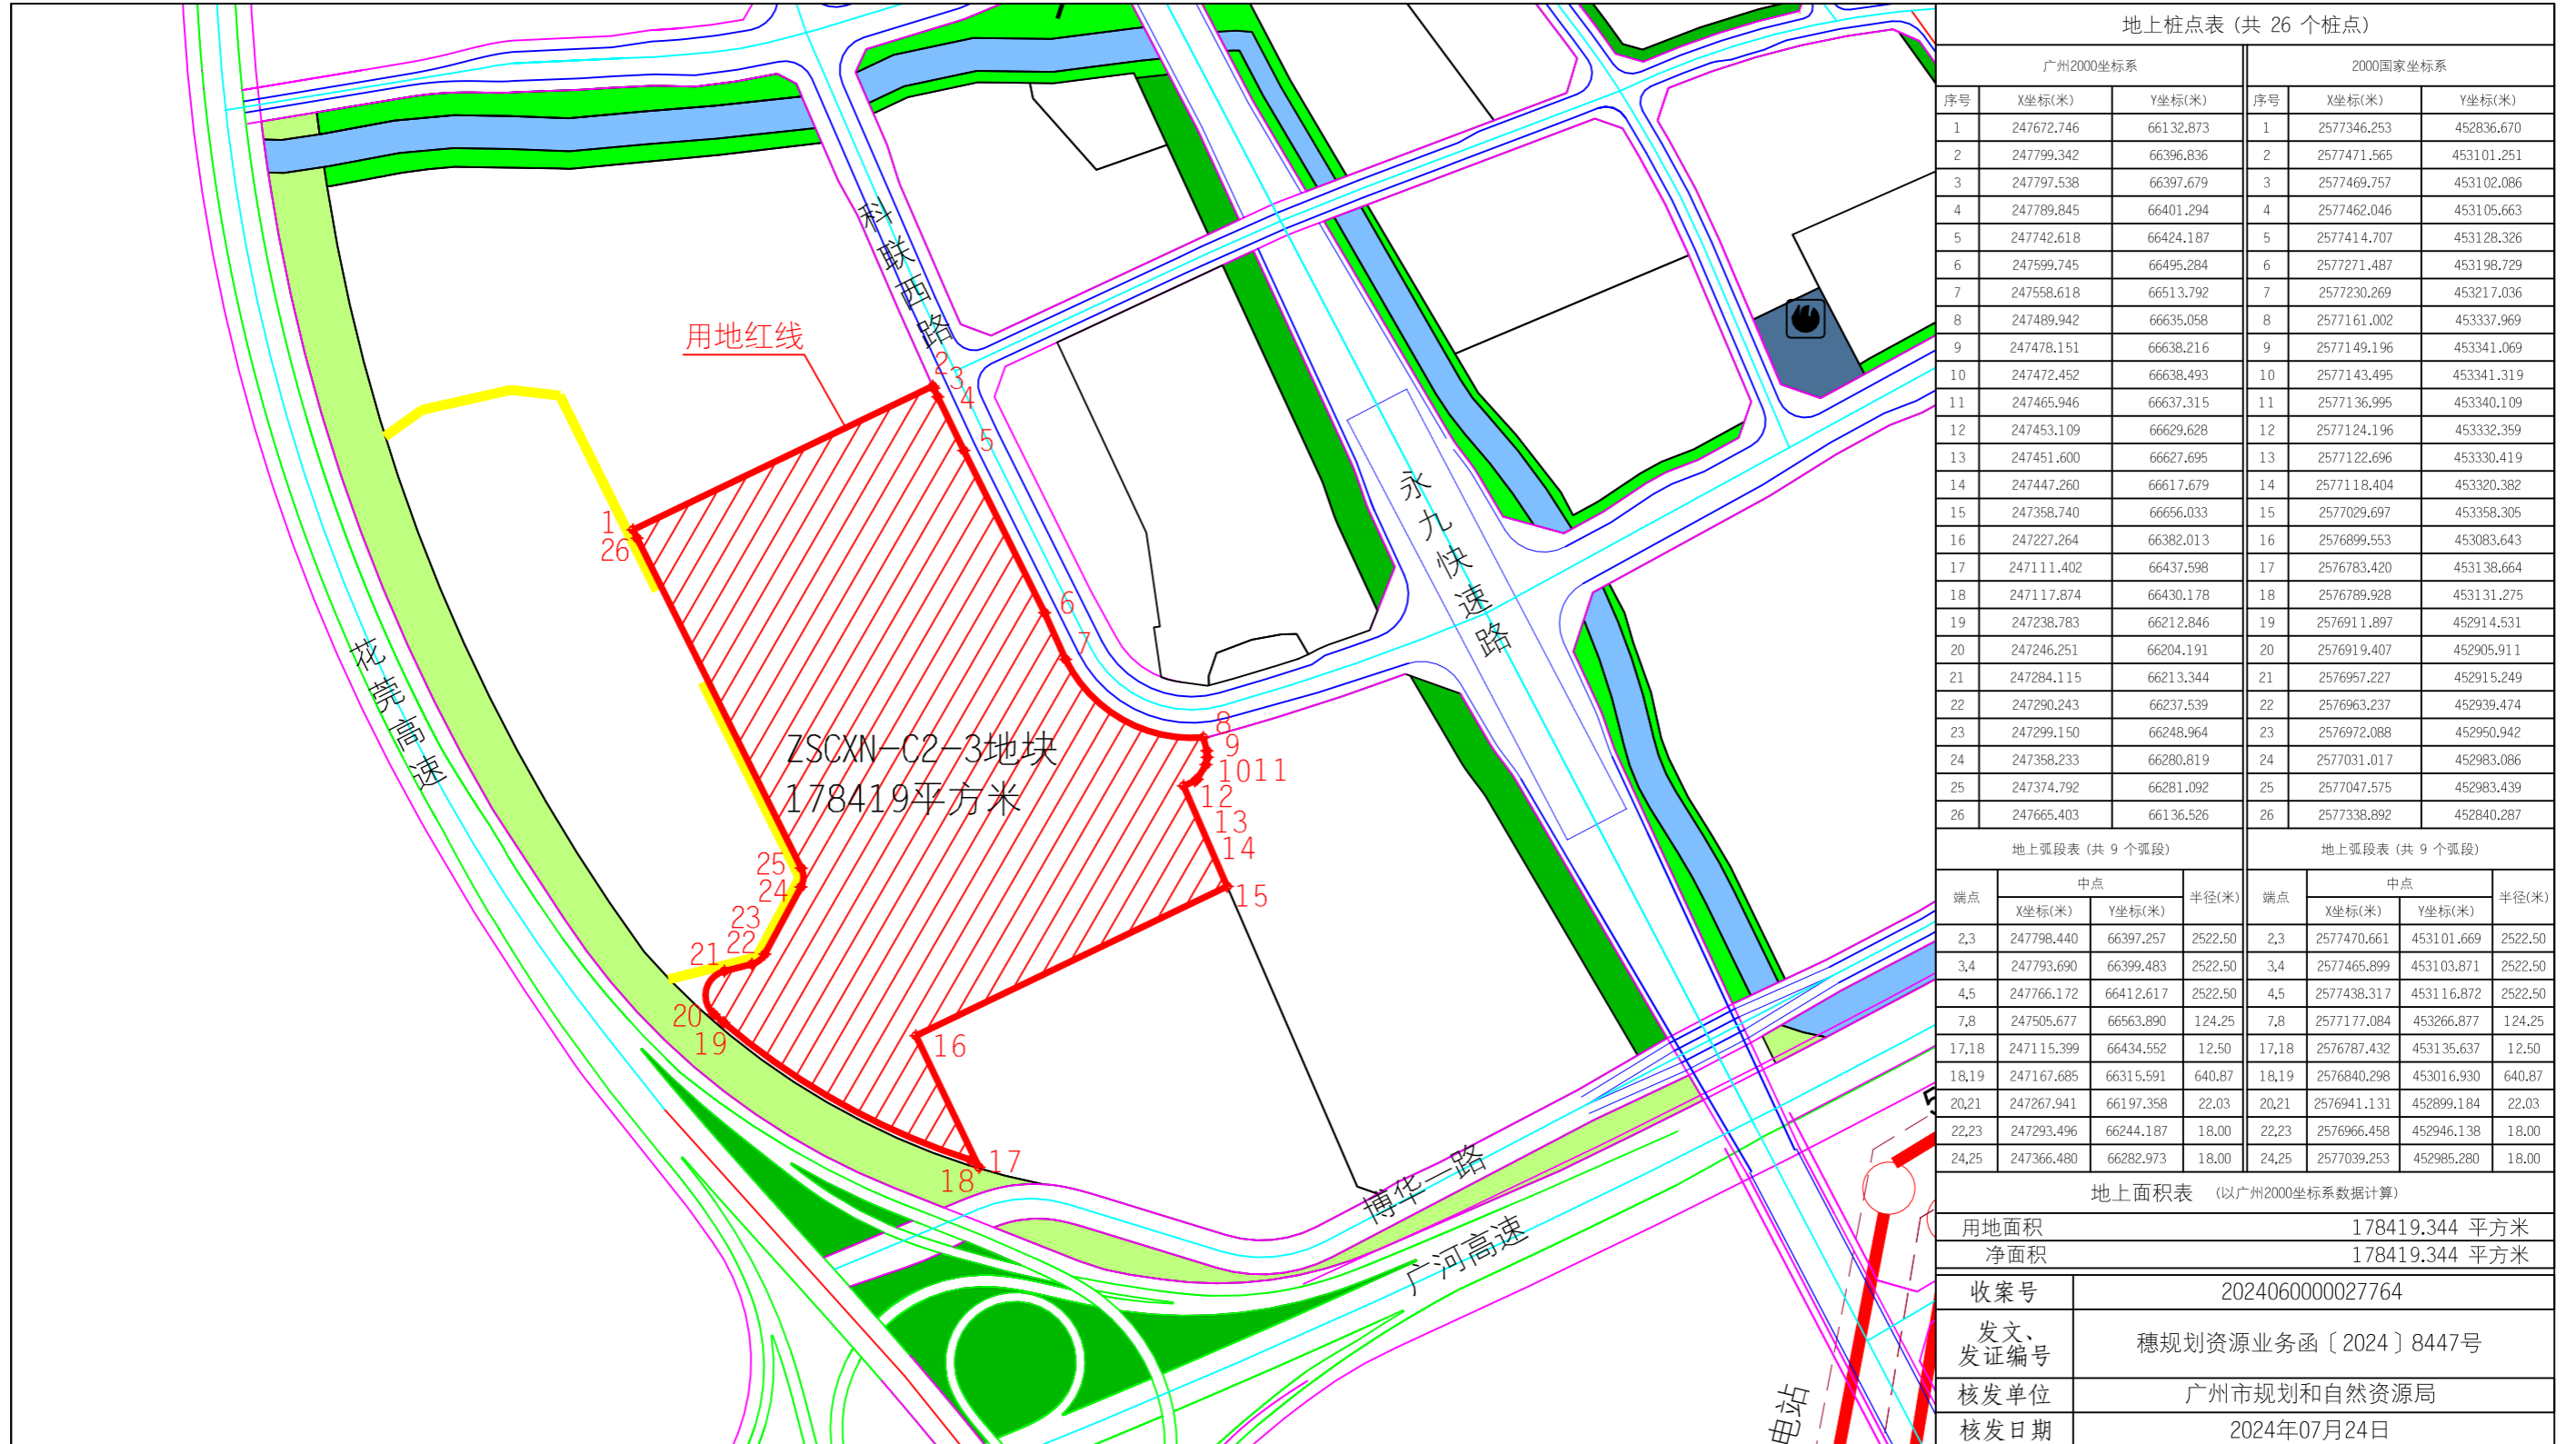 科联西路
用地红线
2
3
4
5
1
26
6
7
永九快速路
花莞高速
8
9
1011
12
13
14
15
ZSCXN-C2-3地块
178419平方米
25
24
23
22
21
20
19
16
17
18
博华一路
广河高速
电站
地上桩点表 (共 26 个桩点)
广州2000坐标系 2000国家坐标系
序号 X坐标(米) Y坐标(米) 序号 X坐标(米) Y坐标(米)
1 247672.746 66132.873 1 2577346.253 452836.670
2 247799.342 66396.836 2 2577471.565 453101.251
3 247797.538 66397.679 3 2577469.757 453102.086
4 247789.845 66401.294 4 2577462.046 453105.663
5 247742.618 66424.187 5 2577414.707 453128.326
6 247599.745 66495.284 6 2577271.487 453198.729
7 247558.618 66513.792 7 2577230.269 453217.036
8 247489.942 66635.058 8 2577161.002 453337.969
9 247478.151 66638.216 9 2577149.196 453341.069
10 247472.452 66638.493 10 2577143.495 453341.319
11 247465.946 66637.315 11 2577136.995 453340.109
12 247453.109 66629.628 12 2577124.196 453332.359
13 247451.600 66627.695 13 2577122.696 453330.419
14 247447.260 66617.679 14 2577118.404 453320.382
15 247358.740 66656.033 15 2577029.697 453358.305
16 247227.264 66382.013 16 2576899.553 453083.643
17 247111.402 66437.598 17 2576783.420 453138.664
18 247117.874 66430.178 18 2576789.928 453131.275
19 247238.783 66212.846 19 2576911.897 452914.531
20 247246.251 66204.191 20 2576919.407 452905.911
21 247284.115 66213.344 21 2576957.227 452915.249
22 247290.243 66237.539 22 2576963.237 452939.474
23 247299.150 66248.964 23 2576972.088 452950.942
24 247358.233 66280.819 24 2577031.017 452983.086
25 247374.792 66281.092 25 2577047.575 452983.439
26 247665.403 66136.526 26 2577338.892 452840.287
地上弧段表 (共 9 个弧段) 地上弧段表 (共 9 个弧段)
端点 中点 半径(米) 端点 中点 半径(米)
X坐标(米) Y坐标(米) X坐标(米) Y坐标(米)
2,3 247798.440 66397.257 2522.50 2,3 2577470.661 453101.669 2522.50
3,4 247793.690 66399.483 2522.50 3,4 2577465.899 453103.871 2522.50
4,5 247766.172 66412.617 2522.50 4,5 2577438.317 453116.872 2522.50
7,8 247505.677 66563.890 124.25 7,8 2577177.084 453266.877 124.25
17,18 247115.399 66434.552 12.50 17,18 2576787.432 453135.637 12.50
18,19 247167.685 66315.591 640.87 18,19 2576840.298 453016.930 640.87
20,21 247267.941 66197.358 22.03 20,21 2576941.131 452899.184 22.03
22,23 247293.496 66244.187 18.00 22,23 2576966.458 452946.138 18.00
24,25 247366.480 66282.973 18.00 24,25 2577039.253 452985.280 18.00
地上面积表 (以广州2000坐标系数据计算)
用地面积 178419.344 平方米
净面积 178419.344 平方米
收案号 2024060000027764
发文、
发证编号 穗规划资源业务函〔2024〕8447号
核发单位 广州市规划和自然资源局
核发日期 2024年07月24日